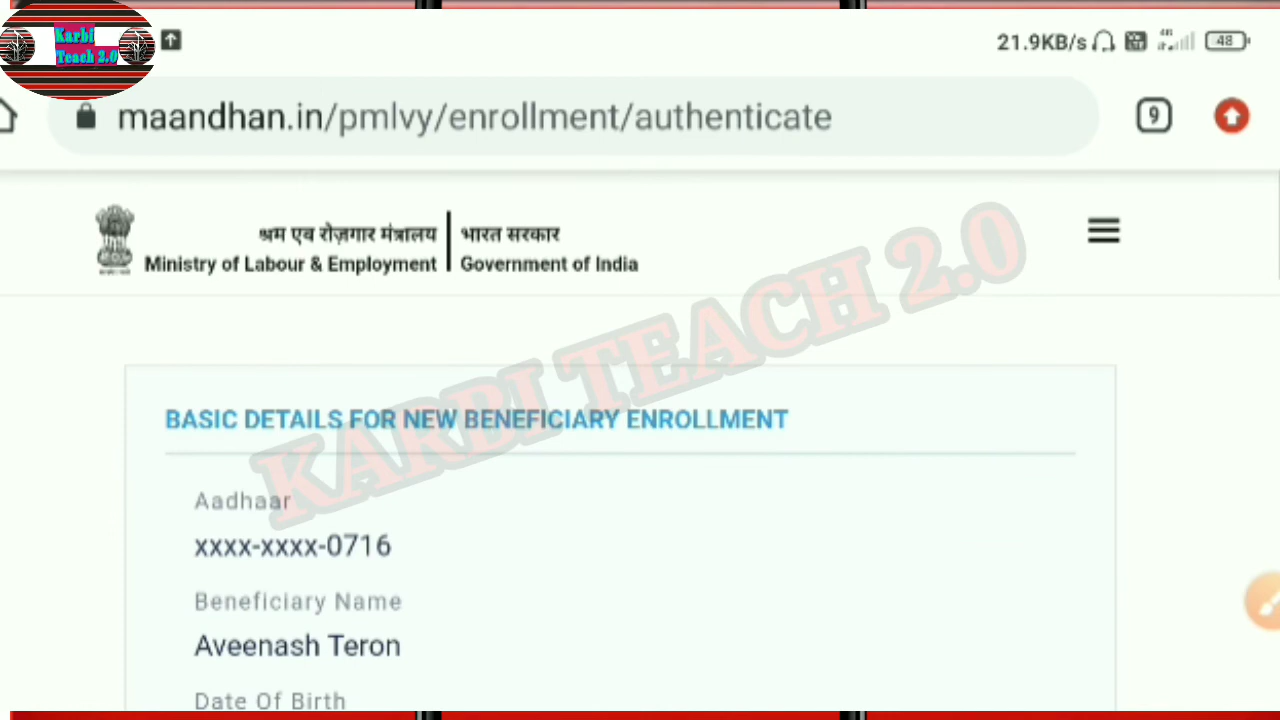 Karbi
Teach 2.0
21.9KB/s
48
maandhan.in/pmlvy/enrollment/authenticate
9
श्रम एव रोज़गार मंत्रालय
भारत सरकार
Ministry of Labour & Employment
Government of India
KARBI TEACH 2.0
BASIC DETAILS FOR NEW BENEFICIARY ENROLLMENT
Aadhaar
xxxx-xxxx-0716
Beneficiary Name
Aveenash Teron
Date Of Birth